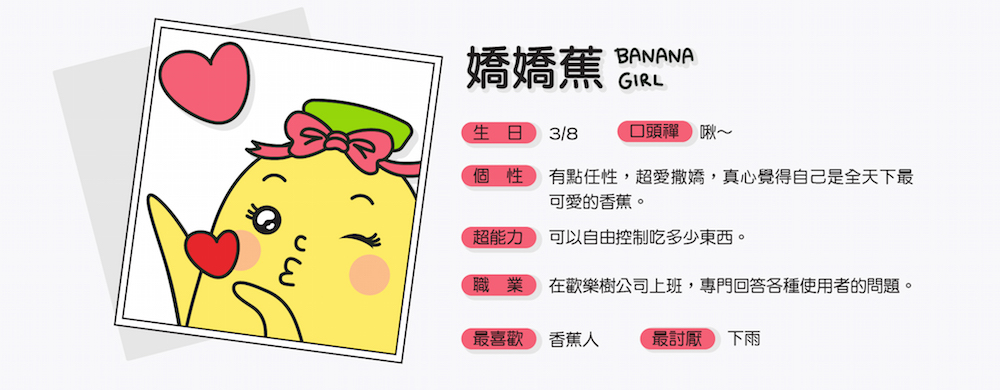 嬌嬌蕉 BANANA GIRL
生日 3/8 口頭禪 啾～
個性 有點任性，超愛撒嬌，真心覺得自己是全天下最
可愛的香蕉。
超能力 可以自由控制吃多少東西。
職業 在歡樂樹公司上班，專門回答各種使用者的問題。
最喜歡 香蕉人 最討厭 下雨